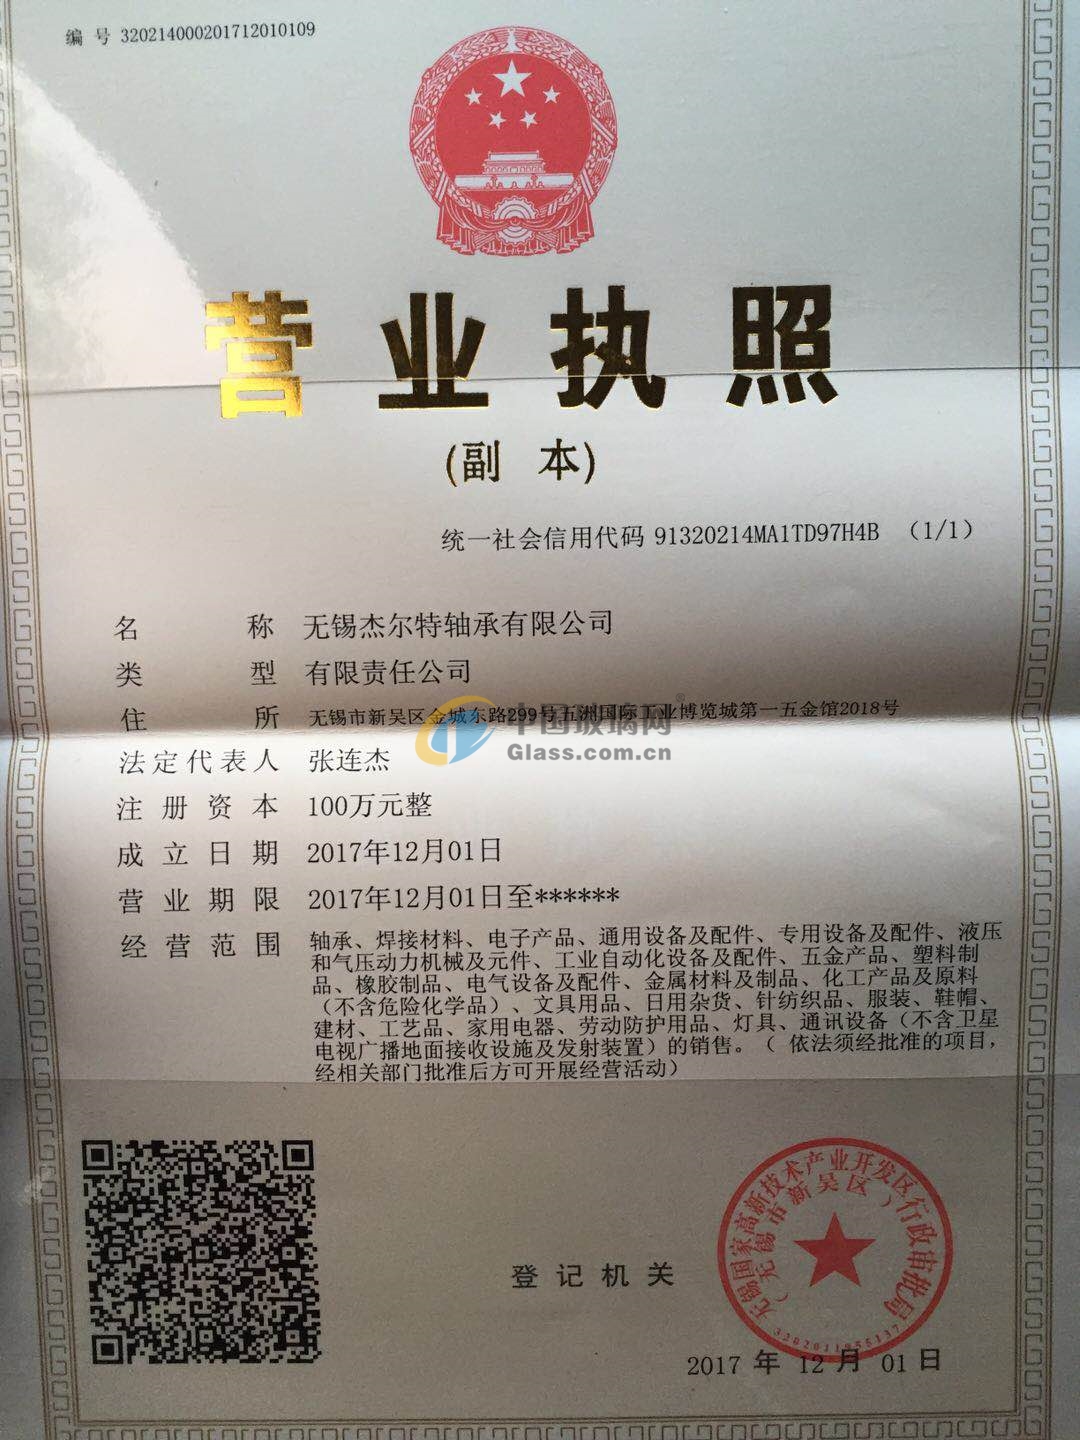 编 号 320214000201712010109
营业执照
(副 本)
统一社会信用代码 91320214MA1TD97H4B （1/1）
名 称 无锡杰尔特轴承有限公司
类 型 有限责任公司
住 所 无锡市新吴区金城东路299号五洲国际工业博览城第一五金馆2018号
中国玻璃网
Glass.com.cn
法定代表人 张连杰
注 册 资 本 100万元整
成 立 日 期 2017年12月01日
营 业 期 限 2017年12月01日至******
经 营 范 围 轴承、焊接材料、电子产品、通用设备及配件、专用设备及配件、液压
和气压动力机械及元件、工业自动化设备及配件、五金产品、塑料制
品、橡胶制品、电气设备及配件、金属材料及制品、化工产品及原料
（不含危险化学品）、文具用品、日用杂货、针纺织品、服装、鞋帽、
建材、工艺品、家用电器、劳动防护用品、灯具、通讯设备（不含卫星
电视广播地面接收设施及发射装置）的销售。（ 依法须经批准的项目，
经相关部门批准后方可开展经营活动）
无锡国家高新技术产业开发区行政审批局
（无锡市新吴区）
登 记 机 关
2017 年 12 月 01 日